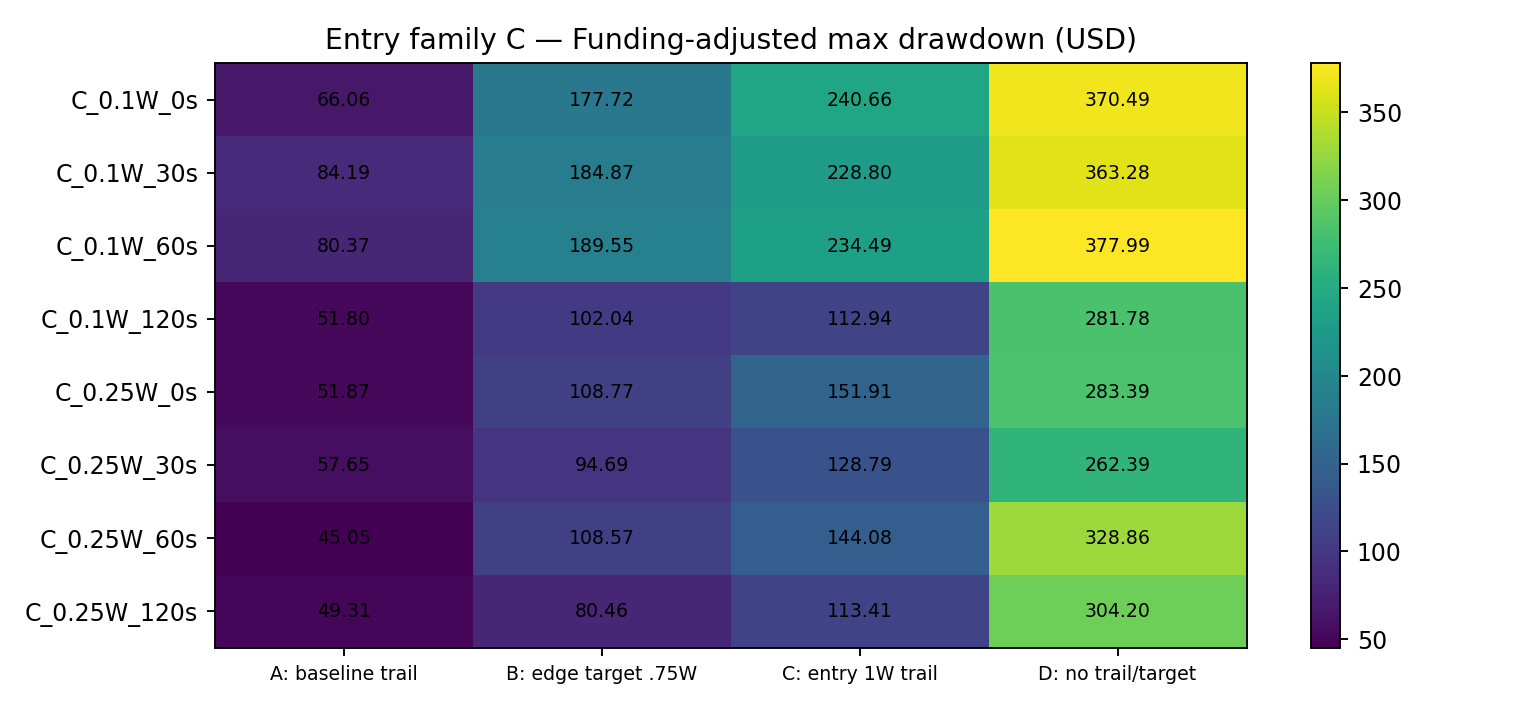 Entry family C — Funding-adjusted max drawdown (USD)
C_0.1W_0s 66.06 177.72 240.66 370.49
C_0.1W_30s 84.19 184.87 228.80 363.28
C_0.1W_60s 80.37 189.55 234.49 377.99
C_0.1W_120s 51.80 102.04 112.94 281.78
C_0.25W_0s 51.87 108.77 151.91 283.39
C_0.25W_30s 57.65 94.69 128.79 262.39
C_0.25W_60s 45.05 108.57 144.08 328.86
C_0.25W_120s 49.31 80.46 113.41 304.20
A: baseline trail B: edge target .75W C: entry 1W trail D: no trail/target
350
300
250
200
150
100
50